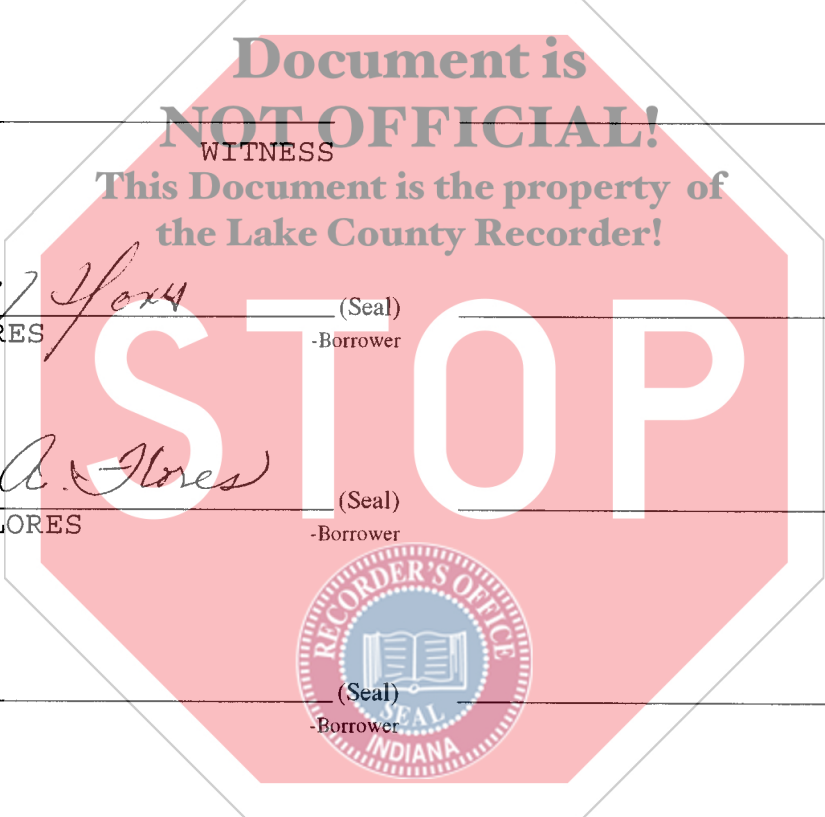 Document is
NOT OFFICIAL!
WITNESS
This Document is the property of
the Lake County Recorder!
(Seal)
RES
-Borrower
STOP
A. Flores
(Seal)
LORES
-Borrower
RECORDER'S OFFICE
(Seal)
SEAL
-Borrower
INDIANA